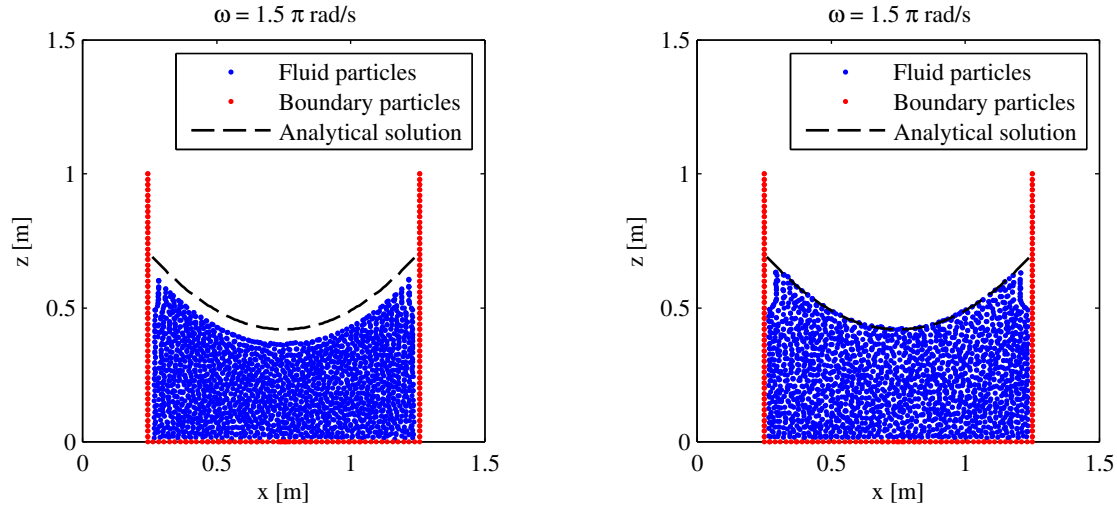 ω = 1.5 π rad/s
1.5
Fluid particles
Boundary particles
Analytical solution
1
z [m]
0.5
0
0 0.5 1 1.5
x [m]
ω = 1.5 π rad/s
1.5
Fluid particles
Boundary particles
Analytical solution
1
z [m]
0.5
0
0 0.5 1 1.5
x [m]